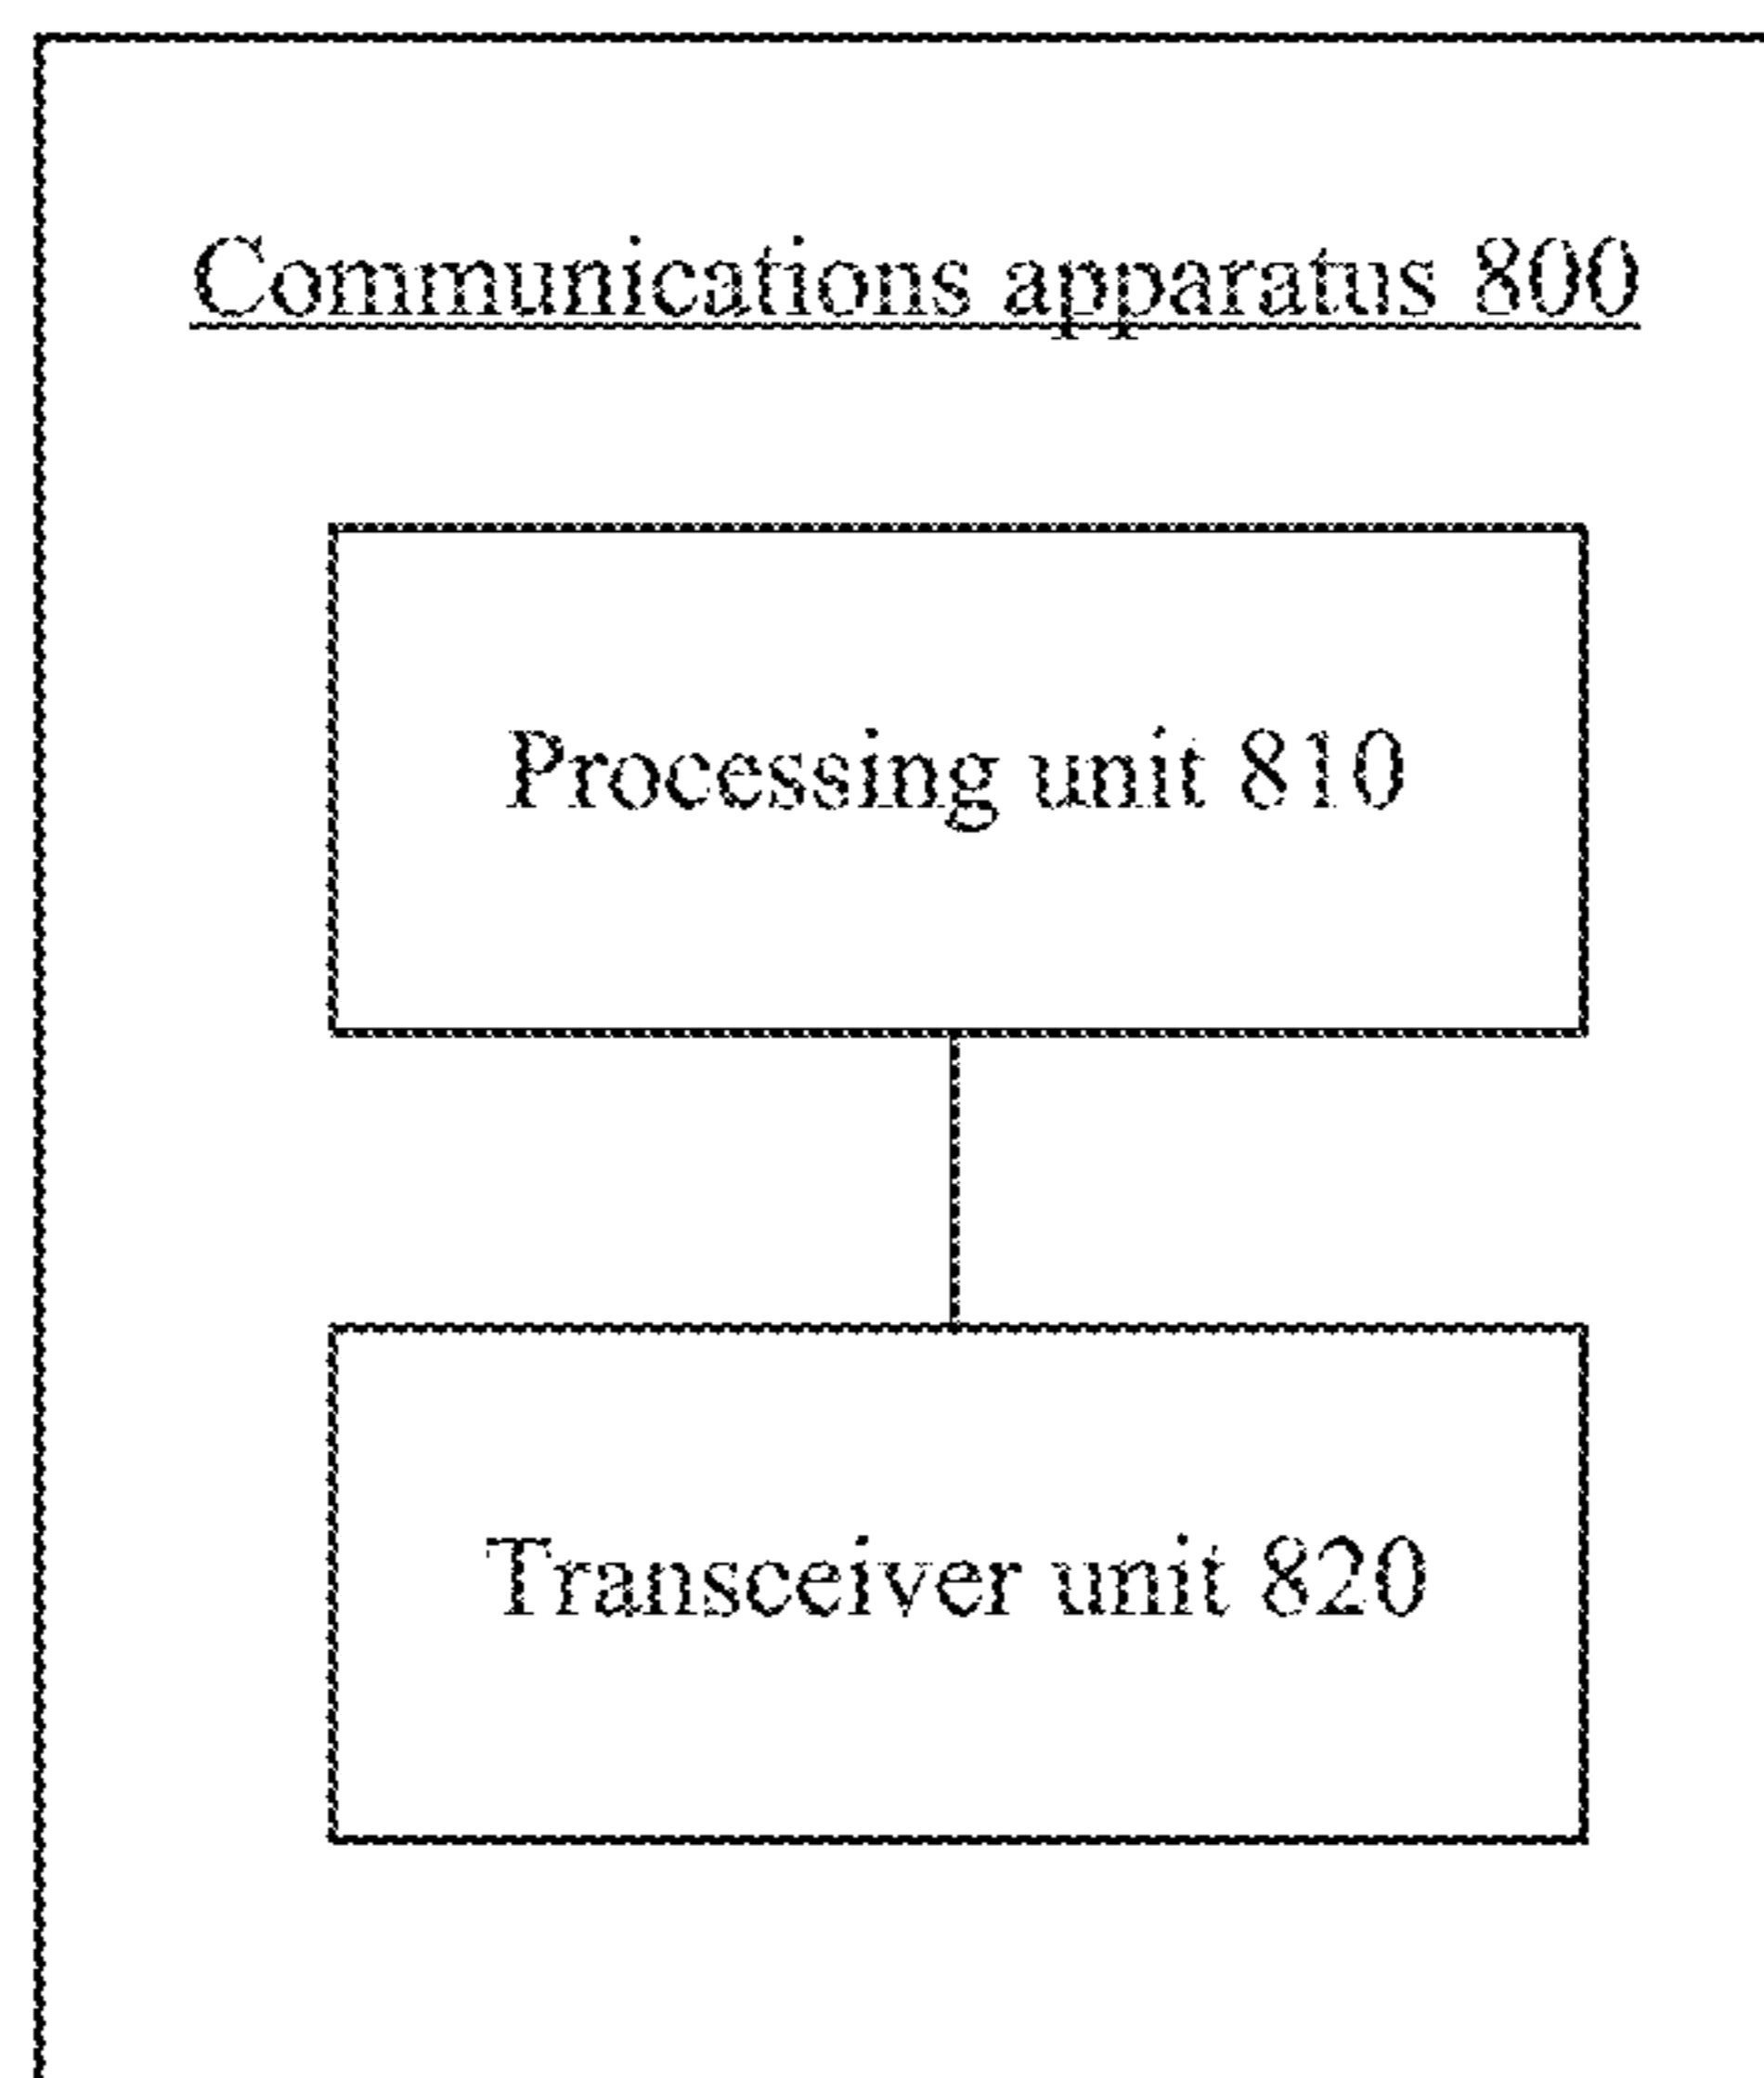 Communications apparatus 800
Processing unit 810
Transceiver unit 820